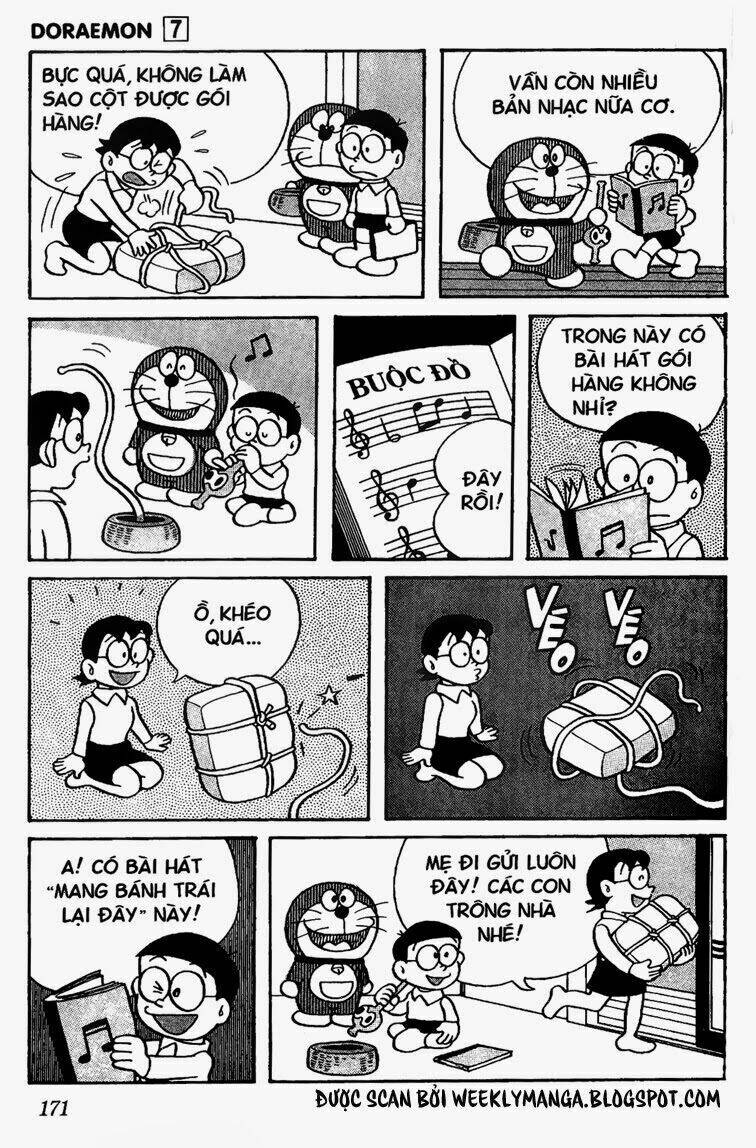 DORAEMON 7
VẪN CÒN NHIỀU
BẢN NHẠC NỮA CƠ.
BỰC QUÁ, KHÔNG LÀM
SAO CỘT ĐƯỢC GÓI
HÀNG!
TRONG NÀY CÓ
BÀI HÁT GÓI
HÀNG KHÔNG
NHỈ?
BUỘC ĐỒ
ĐÂY
RỒI!
VÉO
VÉO
Ồ, KHÉO
QUÁ...
MẸ ĐI GỬI LUÔN
ĐÂY! CÁC CON
TRÔNG NHÀ
NHÉ!
A! CÓ BÀI HÁT
“MANG BÁNH TRÁI
LẠI ĐÂY” NÀY!
171
ĐƯỢC SCAN BỞI WEEKLYMANGA.BLOGSPOT.COM